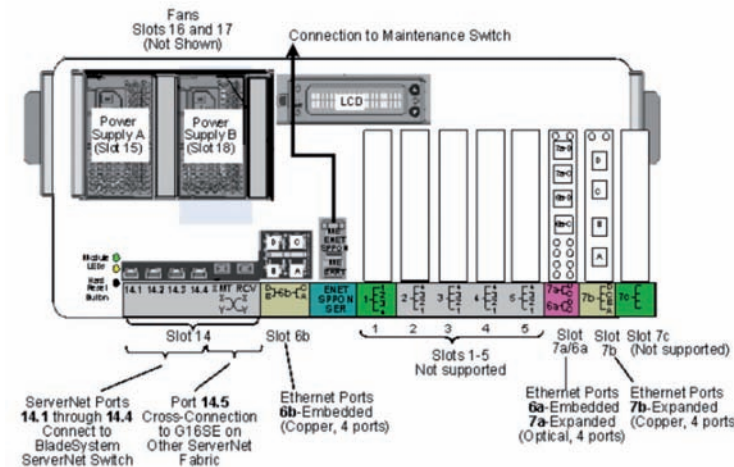 Fans
Slots 16 and 17
(Not Shown)
Connection to Maintenance Switch
LCD
Power
Supply A
(Slot 15)
Power
Supply B
(Slot 18)
7a-D
7a-C
D
C
B
A
D
C
B
A
ENET
Module
LEDs
Hard
Reset
Button
14.1
14.2
14.3
14.4
XMT
RCV
6b
ENET
SPPON
SER
1
2
3
4
5
7a
6a
7b
7c
Slot 14
Slot 6b
1
2
3
4
5
Slots 1-5
Not supported
Slot
7a/6a
Slot
7b
Slot 7c
(Not supported)
ServerNet Ports
14.1 through 14.4
Connect to
BladeSystem
ServerNet Switch
Port 14.5
Cross-Connection
to G16SE on
Other ServerNet
Fabric
Ethernet Ports
6b-Embedded
(Copper, 4 ports)
Ethernet Ports
6a-Embedded
7a-Expanded
(Optical, 4 ports)
Ethernet Ports
7b-Expanded
(Copper, 4 ports)